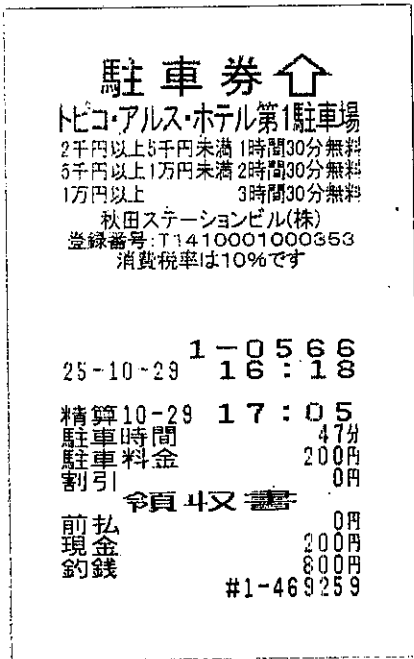 駐車券⇧
トピコ・アルス・ホテル第1駐車場
2千円以上5千円未満 1時間30分無料
5千円以上1万円未満 2時間30分無料
1万円以上 3時間30分無料
秋田ステーションビル(株)
登録番号:T1410001000353
消費税率は10%です
1-0566
25-10-29 16:18
精算10-29 17:05
駐車時間 47分
駐車料金 200円
割引 0円
領収書
前払 0円
現金 200円
釣銭 800円
#1-469259